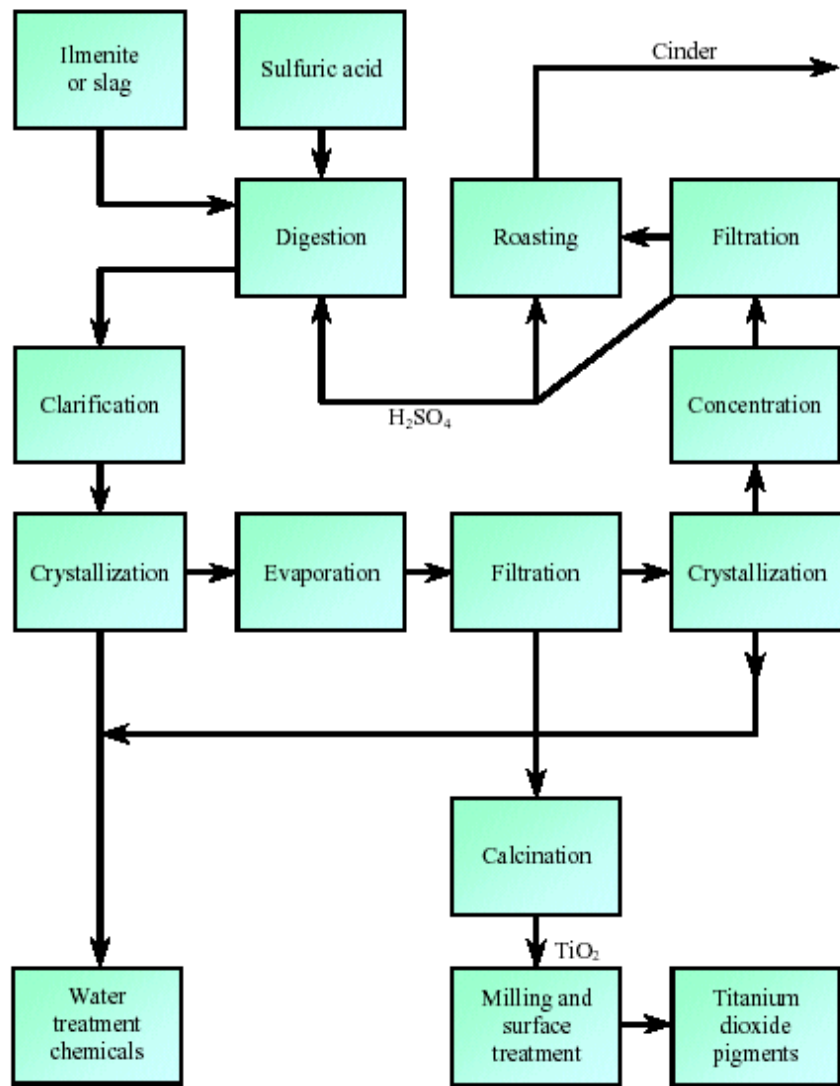 Ilmenite
or slag
Sulfuric acid
Cinder
Digestion
Roasting
Filtration
Clarification
H₂SO₄
Concentration
Crystallization
Evaporation
Filtration
Crystallization
Calcination
TiO₂
Water
treatment
chemicals
Milling and
surface
treatment
Titanium
dioxide
pigments